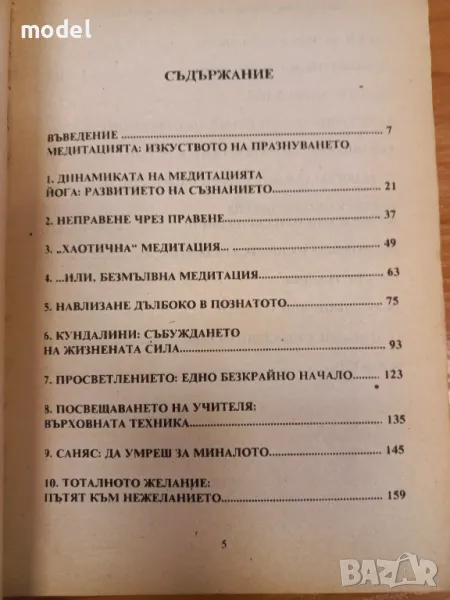 model
СЪДЪРЖАНИЕ
ВЪВЕДЕНИЕ 7
МЕДИТАЦИЯТА: ИЗКУСТВОТО НА ПРАЗНУВАНЕТО
1. ДИНАМИКАТА НА МЕДИТАЦИЯТА
ЙОГА: РАЗВИТИЕТО НА СЪЗНАНИЕТО 21
2. НЕПРАВЕНЕ ЧРЕЗ ПРАВЕНЕ 37
3. „ХАОТИЧНА“ МЕДИТАЦИЯ... 49
4. ...ИЛИ, БЕЗМЪЛВНА МЕДИТАЦИЯ 63
5. НАВЛИЗАНЕ ДЪЛБОКО В ПОЗНАТОТО 75
6. КУНДАЛИНИ: СЪБУЖДАНЕТО
НА ЖИЗНЕНАТА СИЛА 93
7. ПРОСВЕТЛЕНИЕТО: ЕДНО БЕЗКРАЙНО НАЧАЛО 123
8. ПОСВЕЩАВАНЕТО НА УЧИТЕЛЯ:
ВЪРХОВНАТА ТЕХНИКА 135
9. САНЯС: ДА УМРЕШ ЗА МИНАЛОТО 145
10. ТОТАЛНОТО ЖЕЛАНИЕ:
ПЪТЯТ КЪМ НЕЖЕЛАНИЕТО 159
5
BAZAR
bg